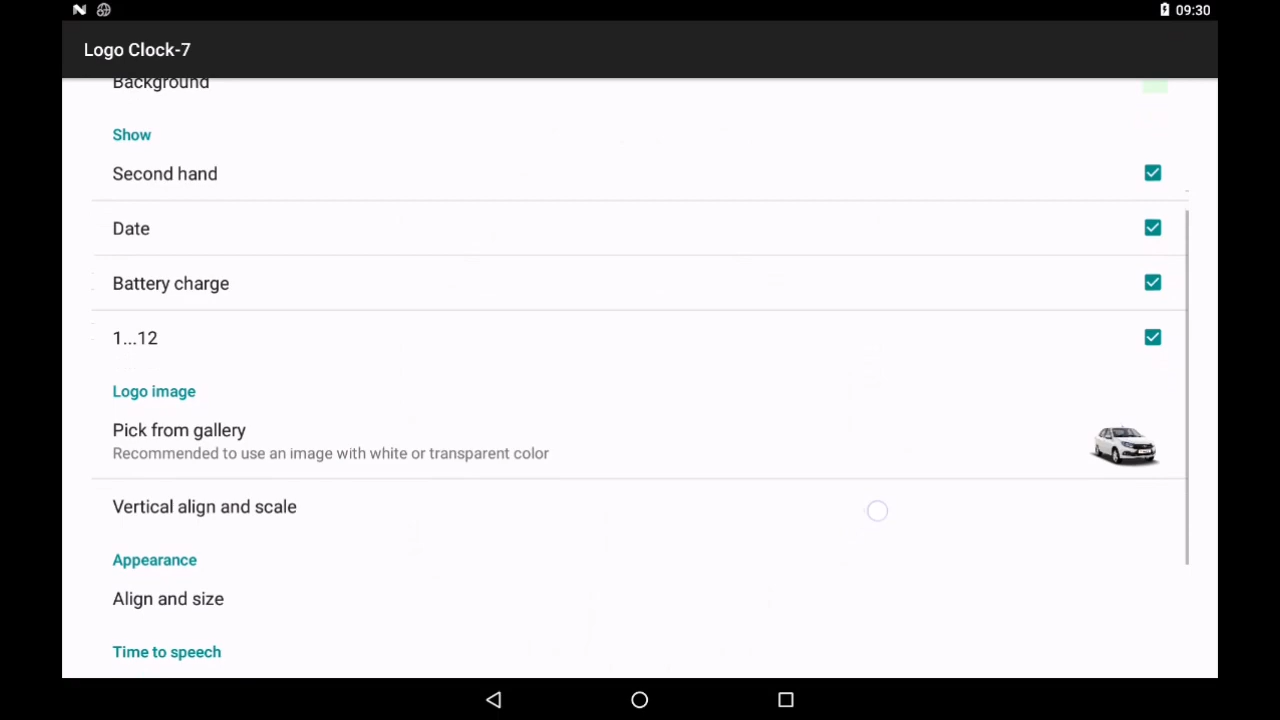 09:30
Logo Clock-7
Background
Show
Second hand
Date
Battery charge
1...12
Logo image
Pick from gallery
Recommended to use an image with white or transparent color
Vertical align and scale
Appearance
Align and size
Time to speech